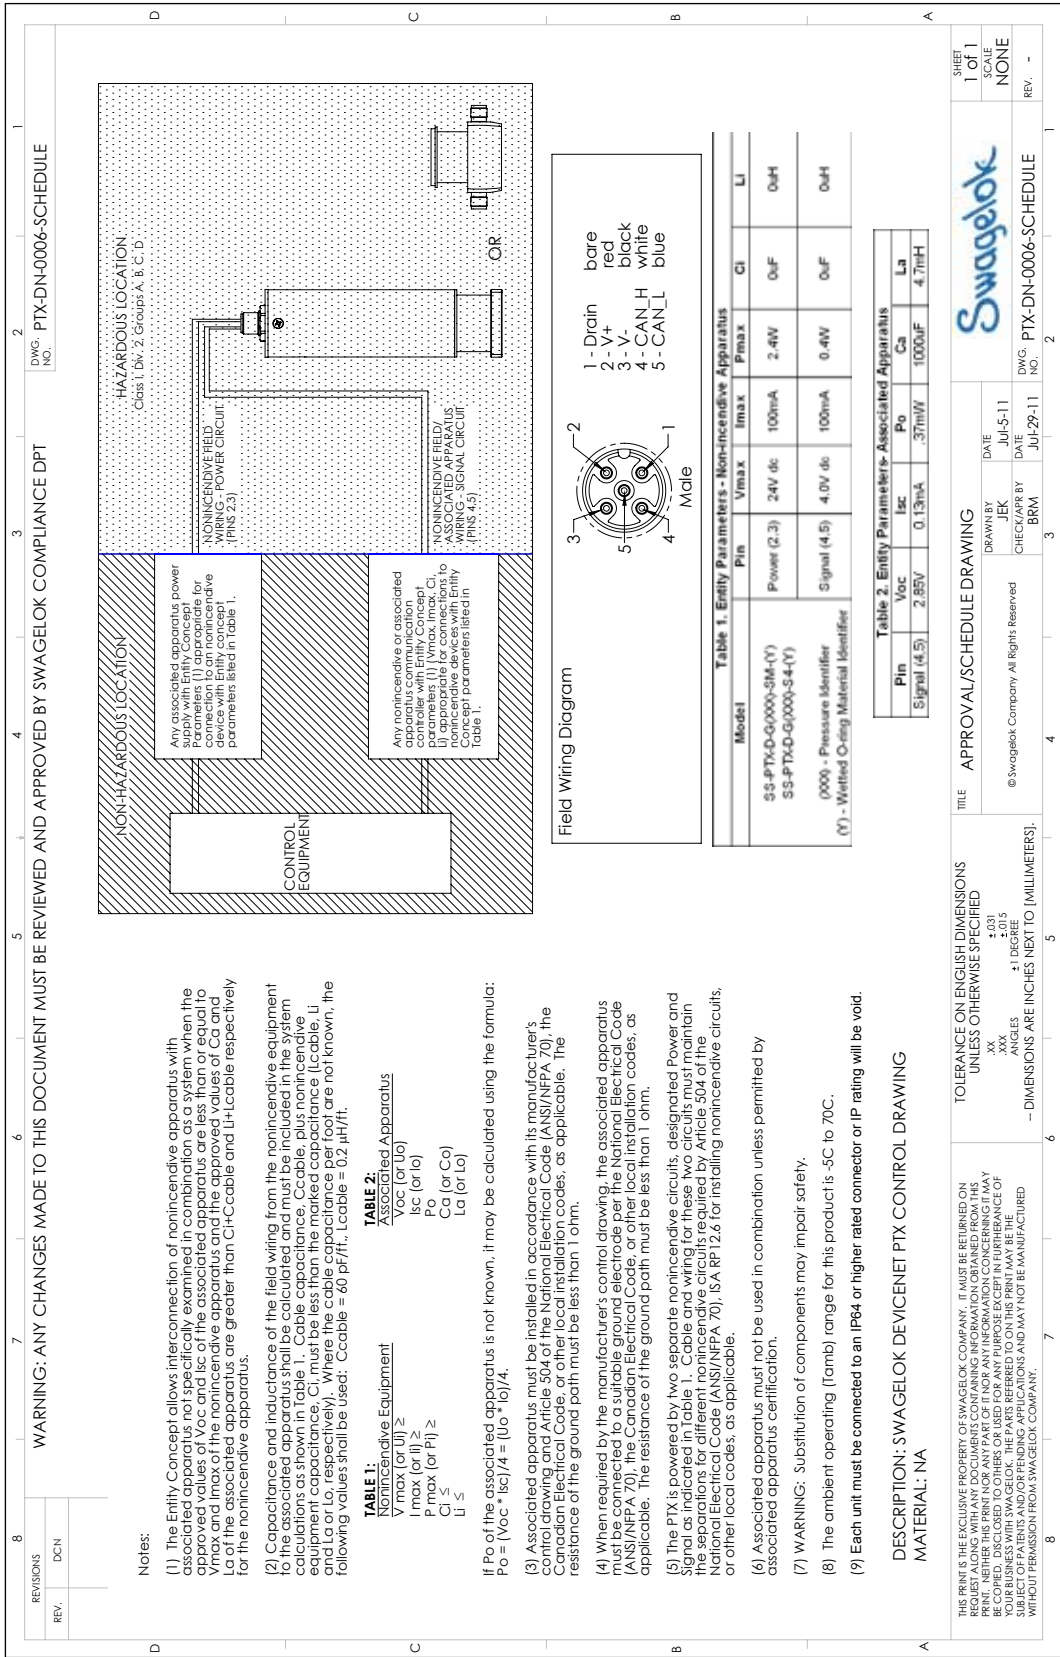 8
7
6
5
4
3
2
1
REVISIONS
REV.
DCN
WARNING: ANY CHANGES MADE TO THIS DOCUMENT MUST BE REVIEWED AND APPROVED BY SWAGELOK COMPLIANCE DPT
DWG. NO.
PTX-DN-0006-SCHEDULE
D
C
B
A
Notes:
(1) The Entity Concept allows interconnection of nonincendive apparatus with
associated apparatus not specifically examined in combination as a system when the
approved values of Voc and Isc of the associated apparatus are less than or equal to
Vmax and Imax of the nonincendive apparatus and the approved values of Ca and
La of the associated apparatus are greater than Ci+Ccable and Li+Lcable respectively
for the nonincendive apparatus.
(2) Capacitance and inductance of the field wiring from the nonincendive equipment
to the associated apparatus shall be calculated and must be included in the system
calculations as shown in Table 1. Cable capacitance, Ccable, plus nonincendive
equipment capacitance, Ci, must be less than the marked capacitance (Lcable, Li
and La or Lo, respectively). Where the cable capacitance per foot are not known, the
following values shall be used: Ccable = 60 pF/ft., Lcable = 0.2 µH/ft.
TABLE 1:
Nonincendive Equipment
V max (or Ui) ≥
I max (or Ii) ≥
P max (or Pi) ≥
Ci ≤
Li ≤
TABLE 2:
Associated Apparatus
Voc (or Uo)
Isc (or Io)
Po
Ca (or Co)
La (or Lo)
If Po of the associated apparatus is not known, it may be calculated using the formula:
Po = (Voc * Isc)/4 = (Uo * Io)/4.
(3) Associated apparatus must be installed in accordance with its manufacturer's
control drawing and Article 504 of the National Electrical Code (ANSI/NFPA 70), the
Canadian Electrical Code, or other local installation codes, as applicable. The
resistance of the ground path must be less than 1 ohm.
(4) When required by the manufacturer's control drawing, the associated apparatus
must be connected to a suitable ground electrode per the National Electrical Code
(ANSI/NFPA 70), the Canadian Electrical Code, or other local installation codes, as
applicable. The resistance of the ground path must be less than 1 ohm.
(5) The PTX is powered by two separate nonincendive circuits, designated Power and
Signal as indicated in Table 1. Cable and wiring for these two circuits must maintain
the separations for different nonincendive circuits required by Article 504 of the
National Electrical Code (ANSI/NFPA 70), ISA RP12.6 for installing nonincendive circuits,
or other local codes, as applicable.
(6) Associated apparatus must not be used in combination unless permitted by
associated apparatus certification.
(7) WARNING: Substitution of components may impair safety.
(8) The ambient operating (Tamb) range for this product is -5C to 70C.
(9) Each unit must be connected to an IP64 or higher rated connector or IP rating will be void.
DESCRIPTION: SWAGELOK DEVICENET PTX CONTROL DRAWING
MATERIAL: NA
NON-HAZARDOUS LOCATION
HAZARDOUS LOCATION
Class I, Div. 2, Groups A, B, C, D
CONTROL
EQUIPMENT
Any associated apparatus power
supply with Entity Concept
Parameters (1) appropriate for
connection to an nonincendive
device with Entity concept
parameters listed in Table 1.
Any nonincendive or associated
apparatus communication
controller with Entity Concept
parameters (1) (Vmax, Imax, Ci,
Li) appropriate for connections to
nonincendive devices with Entity
Concept parameters listed in
Table 1.
NONINCENDIVE FIELD
WIRING - POWER CIRCUIT
(PINS 2,3)
NONINCENDIVE FIELD/
ASSOCIATED APPARATUS
WIRING - SIGNAL CIRCUIT
(PINS 4,5)
OR
Field Wiring Diagram
3
2
5
4
1
Male
1 - Drain bare
2 - V+ red
3 - V- black
4 - CAN_H white
5 - CAN_L blue
Table 1. Entity Parameters - Non-incendive Apparatus
Model Pin Vmax Imax Pmax Ci Li
SS-PTX-D-G(XXX)-SM-(Y)
SS-PTX-D-G(XXX)-S4-(Y)
Power (2.3) 24V dc 100mA 2.4W 0uF 0uH
(XXX) - Pressure Identifier
(Y) - Wetted O-ring Material Identifier
Signal (4.5) 4.0V dc 100mA 0.4W 0uF 0uH
Table 2. Entity Parameters- Associated Apparatus
Pin Voc Isc Po Ca La
Signal (4.5) 2.85V 0.13mA .37mW 1000uF 4.7mH
THIS PRINT IS THE EXCLUSIVE PROPERTY OF SWAGELOK COMPANY. IT MUST BE RETURNED ON
REQUEST ALONG WITH ANY DOCUMENTS CONTAINING INFORMATION OBTAINED FROM THIS
PRINT. NEITHER THIS PRINT NOR ANY PART OF IT NOR ANY INFORMATION CONCERNING IT MAY
BE COPIED, DISCLOSED TO OTHERS OR USED FOR ANY PURPOSE EXCEPT IN FURTHERANCE OF
YOUR BUSINESS WITH SWAGELOK. THE PARTS REFERRED TO ON THIS PRINT MAY BE THE
SUBJECT OF PATENTS AND/OR PENDING APPLICATIONS AND MAY NOT BE MANUFACTURED
WITHOUT PERMISSION FROM SWAGELOK COMPANY.
TOLERANCE ON ENGLISH DIMENSIONS
UNLESS OTHERWISE SPECIFIED
.XX ±.031
.XXX ±.015
ANGLES ±1 DEGREE
-- DIMENSIONS ARE INCHES NEXT TO [MILLIMETERS].
TITLE
APPROVAL/SCHEDULE DRAWING
© Swagelok Company All Rights Reserved
DRAWN BY
JEK
DATE
Jul-5-11
CHECK/APR BY
BRM
DATE
Jul-29-11
Swagelok
DWG. NO.
PTX-DN-0006-SCHEDULE
SHEET
1 of 1
SCALE
NONE
REV. -
8
7
6
5
4
3
2
1
D
C
B
A